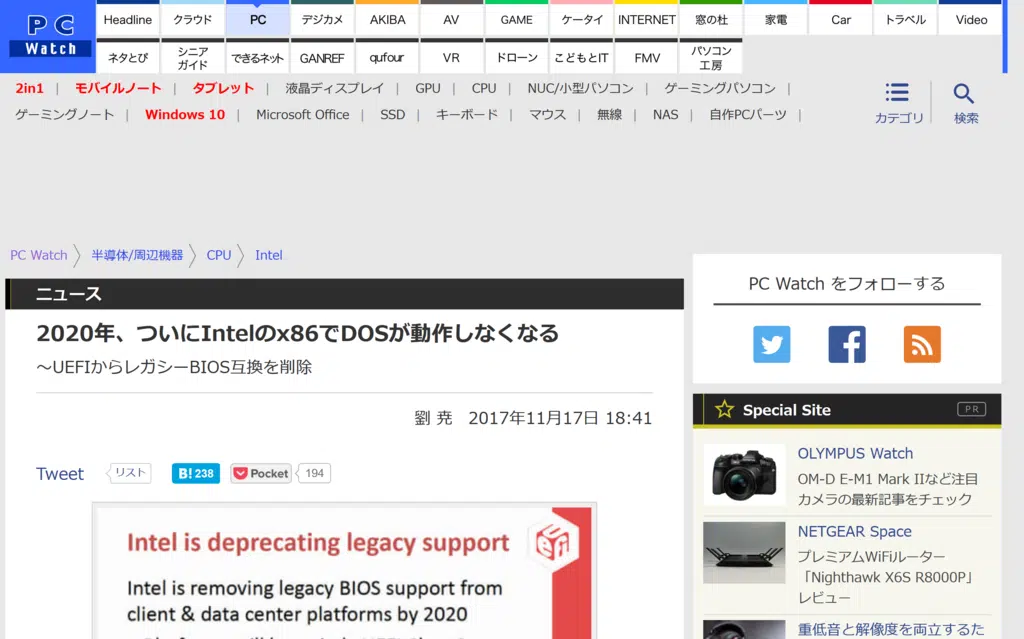 PC
Watch
Headline
クラウド
PC
デジカメ
AKIBA
AV
GAME
ケータイ
INTERNET
窓の杜
家電
Car
トラベル
Video
ネタとぴ
シニア
ガイド
できるネット
GANREF
qufour
VR
ドローン
こどもとIT
FMV
パソコン
工房
2in1 | モバイルノート | タブレット | 液晶ディスプレイ | GPU | CPU | NUC/小型パソコン | ゲーミングパソコン |
ゲーミングノート | Windows 10 | Microsoft Office | SSD | キーボード | マウス | 無線 | NAS | 自作PCパーツ |
カテゴリ
検索
PC Watch 〉 半導体/周辺機器 〉 CPU 〉 Intel
ニュース
2020年、ついにIntelのx86でDOSが動作しなくなる
～UEFIからレガシーBIOS互換を削除
劉 尭 2017年11月17日 18:41
Tweet
リスト
B! 238
Pocket
194
Intel is deprecating legacy support
Intel is removing legacy BIOS support from
client & data center platforms by 2020
PC Watch をフォローする
Special Site
PR
OLYMPUS Watch
OM-D E-M1 Mark IIなど注目
カメラの最新記事をチェック
NETGEAR Space
プレミアムWiFiルーター
「Nighthawk X6S R8000P」
レビュー
重低音と解像度を両立するた